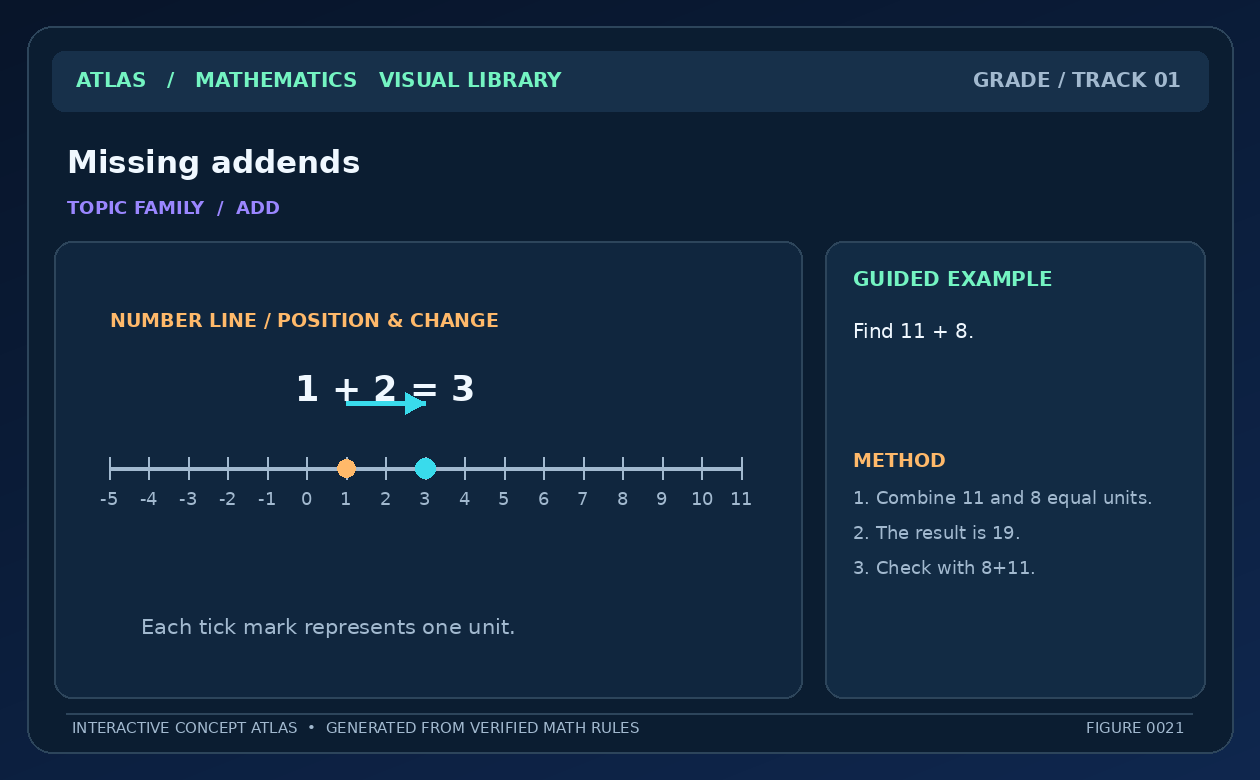 ATLAS / MATHEMATICS VISUAL LIBRARY
GRADE / TRACK 01
Missing addends
TOPIC FAMILY / ADD
NUMBER LINE / POSITION & CHANGE
1 + 2 = 3
-5 -4 -3 -2 -1 0 1 2 3 4 5 6 7 8 9 10 11
Each tick mark represents one unit.
GUIDED EXAMPLE
Find 11 + 8.
METHOD
1. Combine 11 and 8 equal units.
2. The result is 19.
3. Check with 8+11.
INTERACTIVE CONCEPT ATLAS • GENERATED FROM VERIFIED MATH RULES
FIGURE 0021